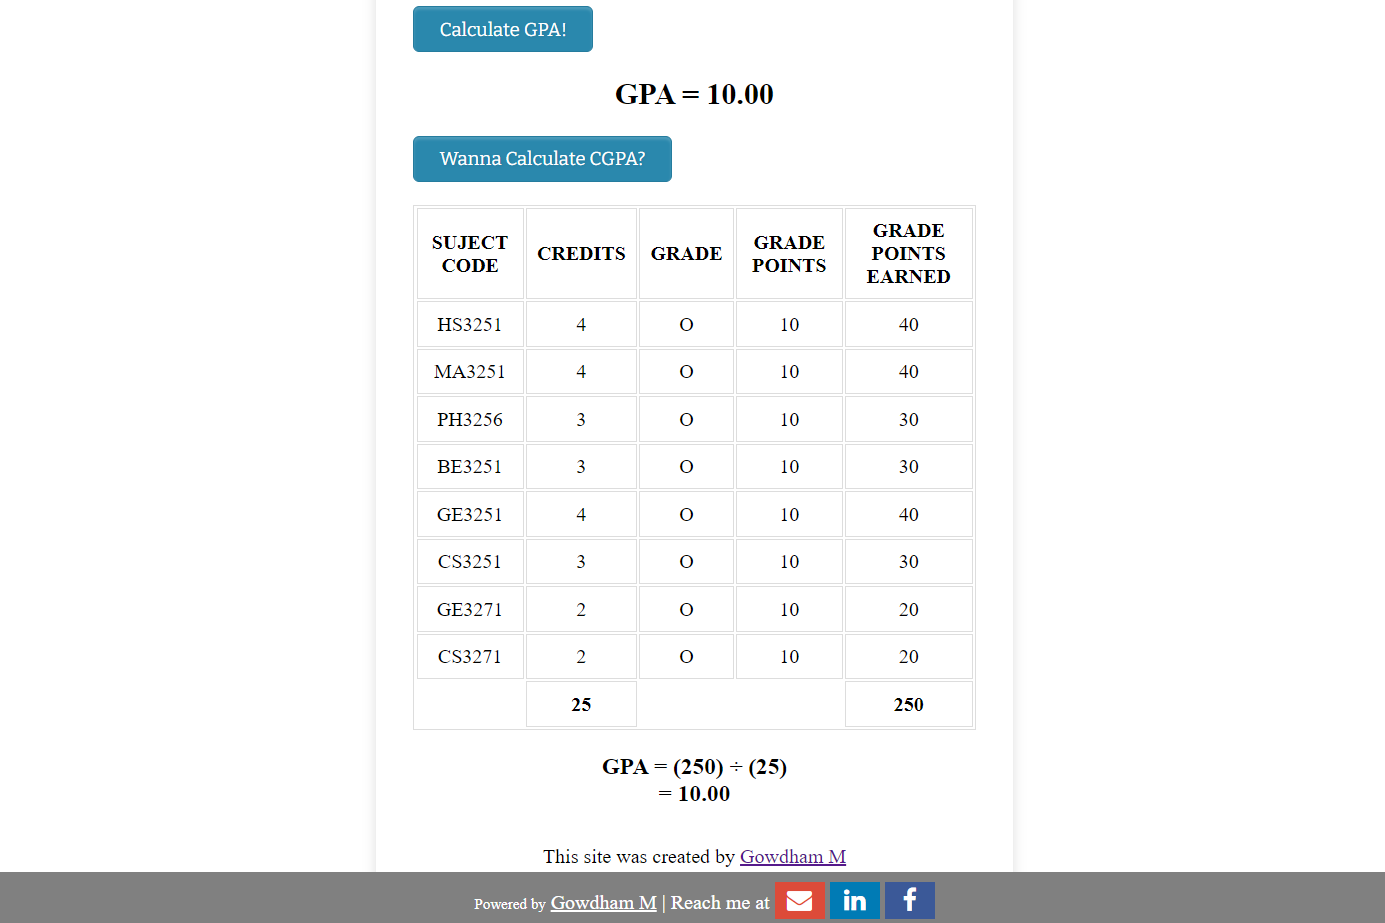 Calculate GPA!
GPA = 10.00
Wanna Calculate CGPA?
SUJECT CODE CREDITS GRADE GRADE POINTS GRADE POINTS EARNED
HS3251 4 O 10 40
MA3251 4 O 10 40
PH3256 3 O 10 30
BE3251 3 O 10 30
GE3251 4 O 10 40
CS3251 3 O 10 30
GE3271 2 O 10 20
CS3271 2 O 10 20
25 250
GPA = (250) ÷ (25)
= 10.00
This site was created by Gowdham M
Powered by Gowdham M | Reach me at in f